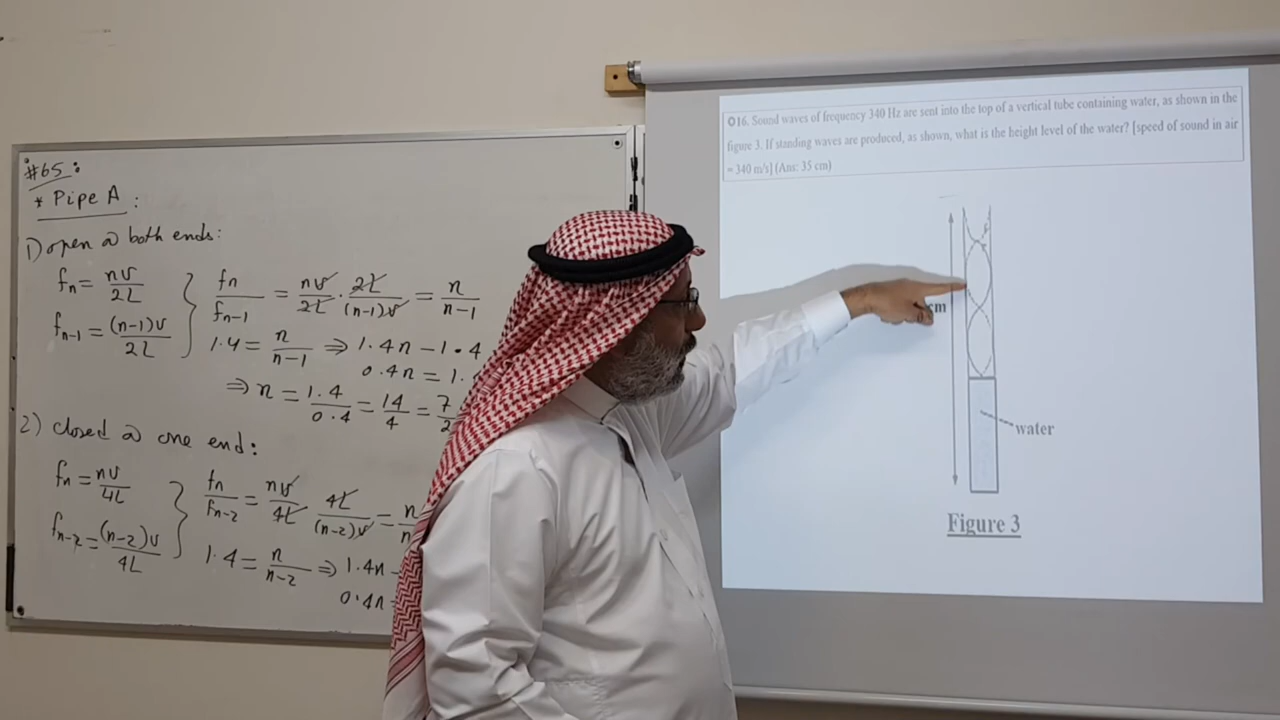 #65:
* Pipe A:
1) open @ both ends:
fn = nv/2L
fn-1 = (n-1)v/2L
fn/fn-1 = nv/2L . 2L/(n-1)v = n/n-1
1.4 = n/n-1 ⇒ 1.4n - 1.4
0.4n = 1.
⇒ n = 1.4/0.4 = 14/4 = 7/2
2) closed @ one end:
fn = nv/4L
fn-2 = (n-2)v/4L
fn/fn-2 = nv/4L 4L/(n-2)v = n/n
1.4 = n/n-2 ⇒ 1.4n -
0.4n =
Q16. Sound waves of frequency 340 Hz are sent into the top of a vertical tube containing water, as shown in the
figure 3. If standing waves are produced, as shown, what is the height level of the water? [speed of sound in air
= 340 m/s] (Ans: 35 cm)
cm
water
Figure 3